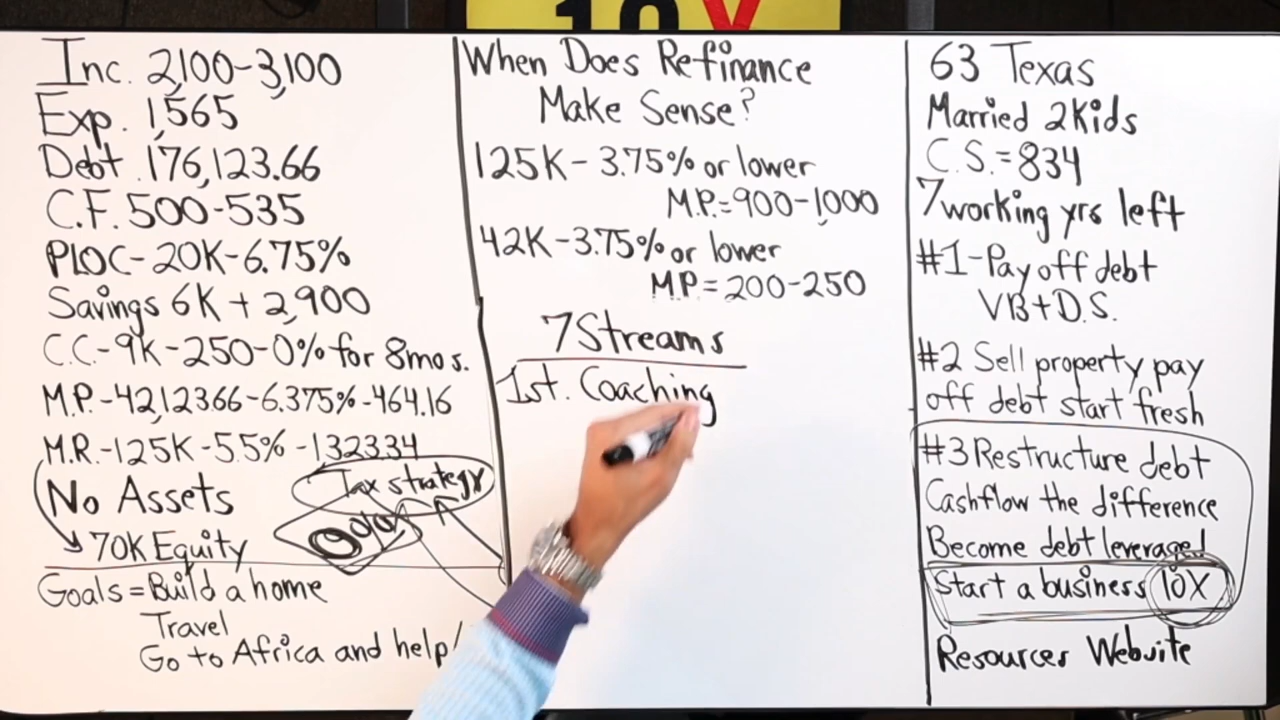 10X
Inc. 2,100-3,100
Exp. 1,565
Debt 176,123.66
C.F. 500-535
PLOC-20K-6.75%
Savings 6K + 2,900
C.C.-9K-250-0% for 8mos.
M.P.-42,123.66-6.375%-464.16
M.R.-125K-5.5%-1323.34
No Assets
Tax strategy
70K Equity
Goals = Build a home
Travel
Go to Africa and help
When Does Refinance
Make Sense?
125K-3.75% or lower
M.P.=900-1,000
42K-3.75% or lower
M.P.=200-250
7 Streams
1st. Coaching
63 Texas
Married 2 Kids
C.S.=834
7 working yrs left
#1-Pay off debt
VB+D.S.
#2 Sell property pay
off debt start fresh
#3 Restructure debt
Cashflow the difference
Become debt leveraged
Start a business 10X
Resources Website